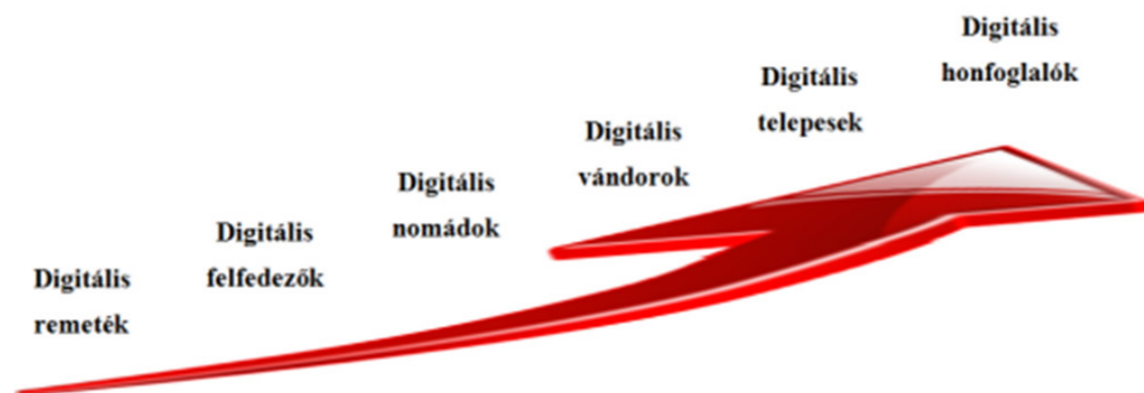 Digitális
remeték
Digitális
felfedezők
Digitális
nomádok
Digitális
vándorok
Digitális
telepesek
Digitális
honfoglalók